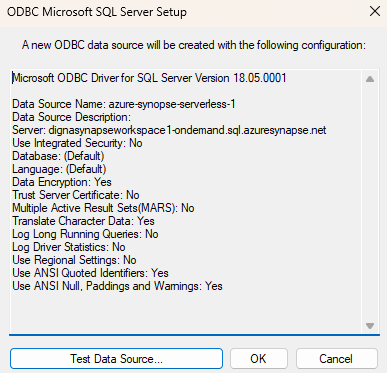 ODBC Microsoft SQL Server Setup
A new ODBC data source will be created with the following configuration:
Microsoft ODBC Driver for SQL Server Version 18.05.0001
Data Source Name: azure-synopse-serverless-1
Data Source Description:
Server: dignasynapseworkspace1-ondemand.sql.azuresynapse.net
Use Integrated Security: No
Database: (Default)
Language: (Default)
Data Encryption: Yes
Trust Server Certificate: No
Multiple Active Result Sets(MARS): No
Translate Character Data: Yes
Log Long Running Queries: No
Log Driver Statistics: No
Use Regional Settings: No
Use ANSI Quoted Identifiers: Yes
Use ANSI Null, Paddings and Warnings: Yes
Test Data Source...
OK
Cancel